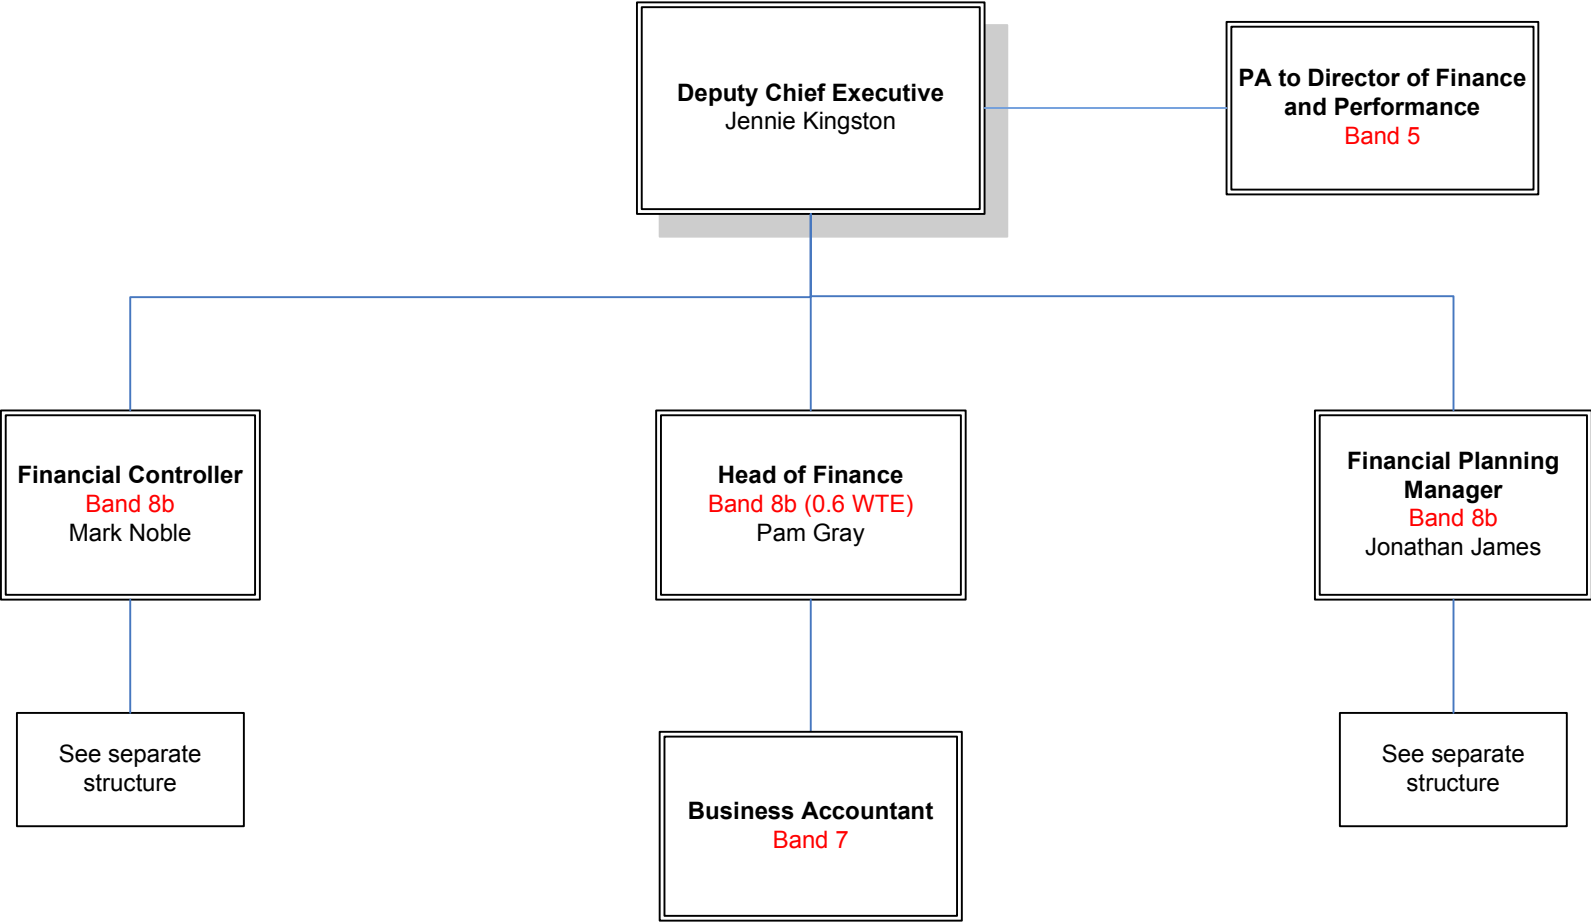 Deputy Chief Executive
Jennie Kingston
PA to Director of Finance
and Performance
Band 5
Financial Controller
Band 8b
Mark Noble
Head of Finance
Band 8b (0.6 WTE)
Pam Gray
Financial Planning
Manager
Band 8b
Jonathan James
See separate
structure
Business Accountant
Band 7
See separate
structure